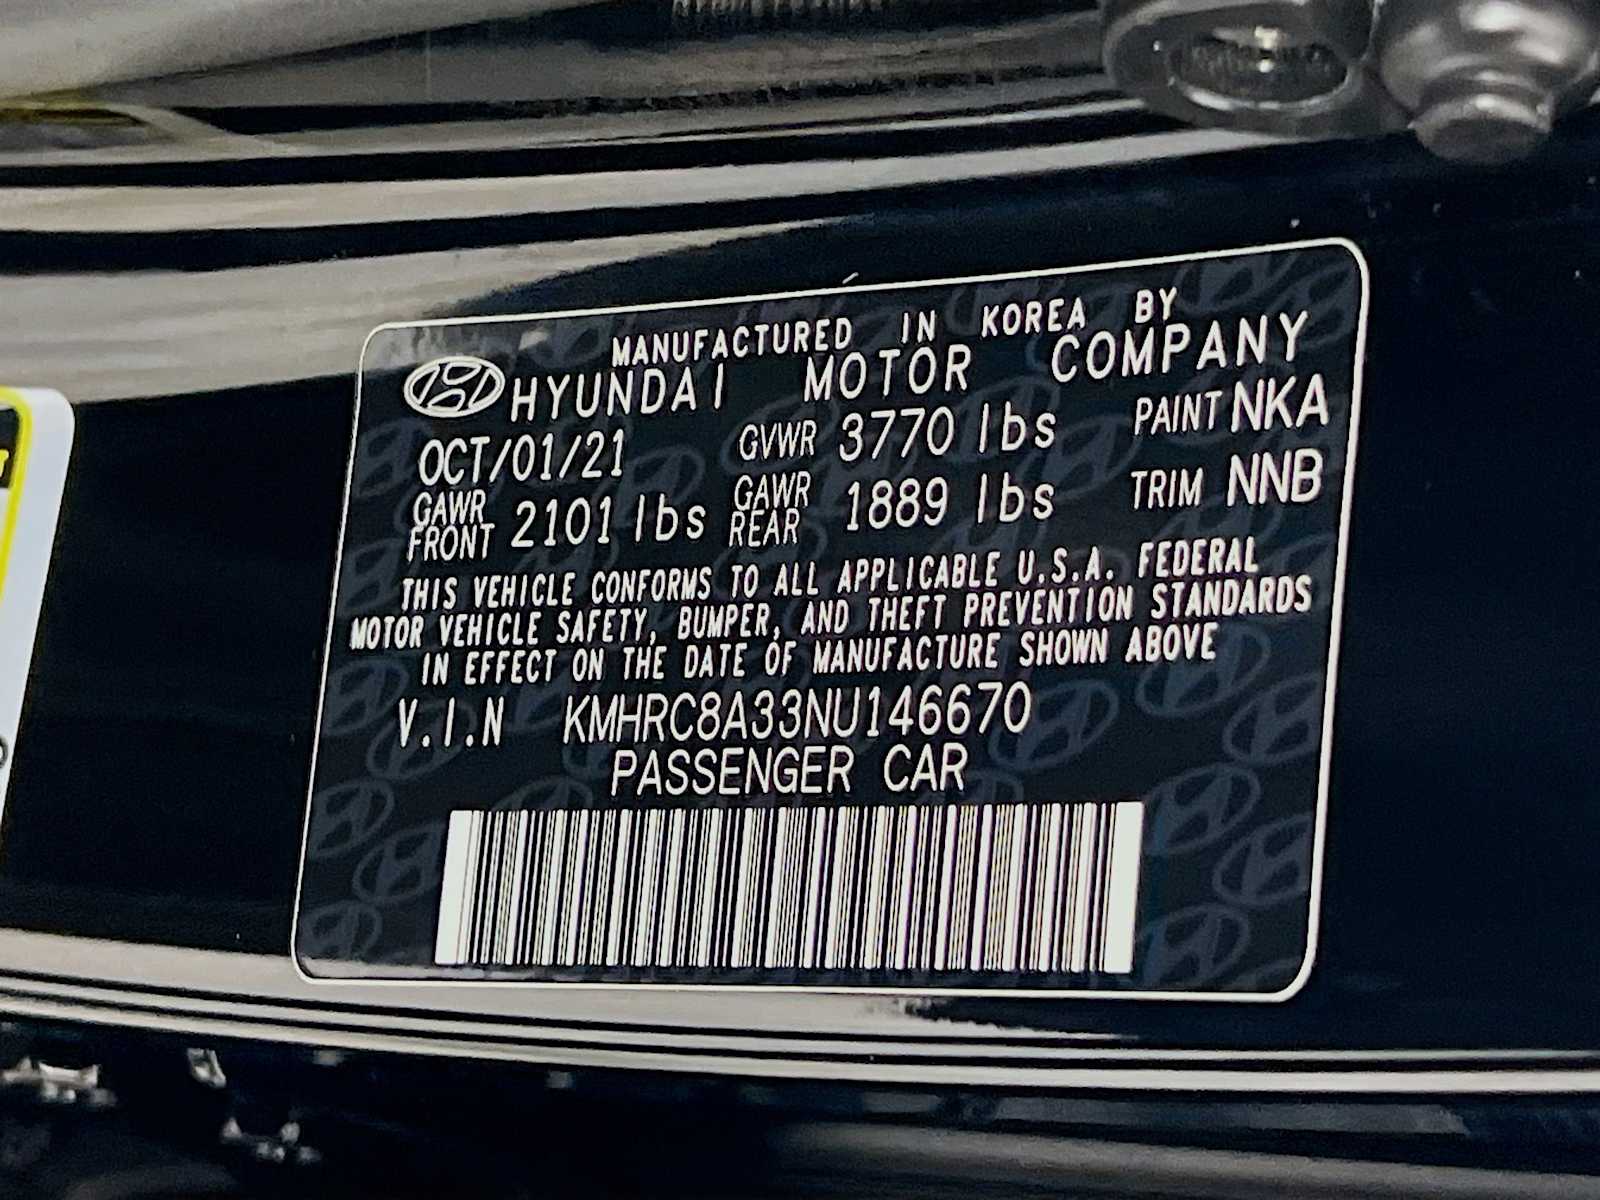 MANUFACTURED IN KOREA BY
HYUNDAI MOTOR COMPANY
OCT/01/21 GVWR 3770 lbs PAINT NKA
GAWR FRONT 2101 lbs GAWR REAR 1889 lbs TRIM NNB
THIS VEHICLE CONFORMS TO ALL APPLICABLE U.S.A. FEDERAL
MOTOR VEHICLE SAFETY, BUMPER, AND THEFT PREVENTION STANDARDS
IN EFFECT ON THE DATE OF MANUFACTURE SHOWN ABOVE
V.I.N KMHRC8A33NU146670
PASSENGER CAR